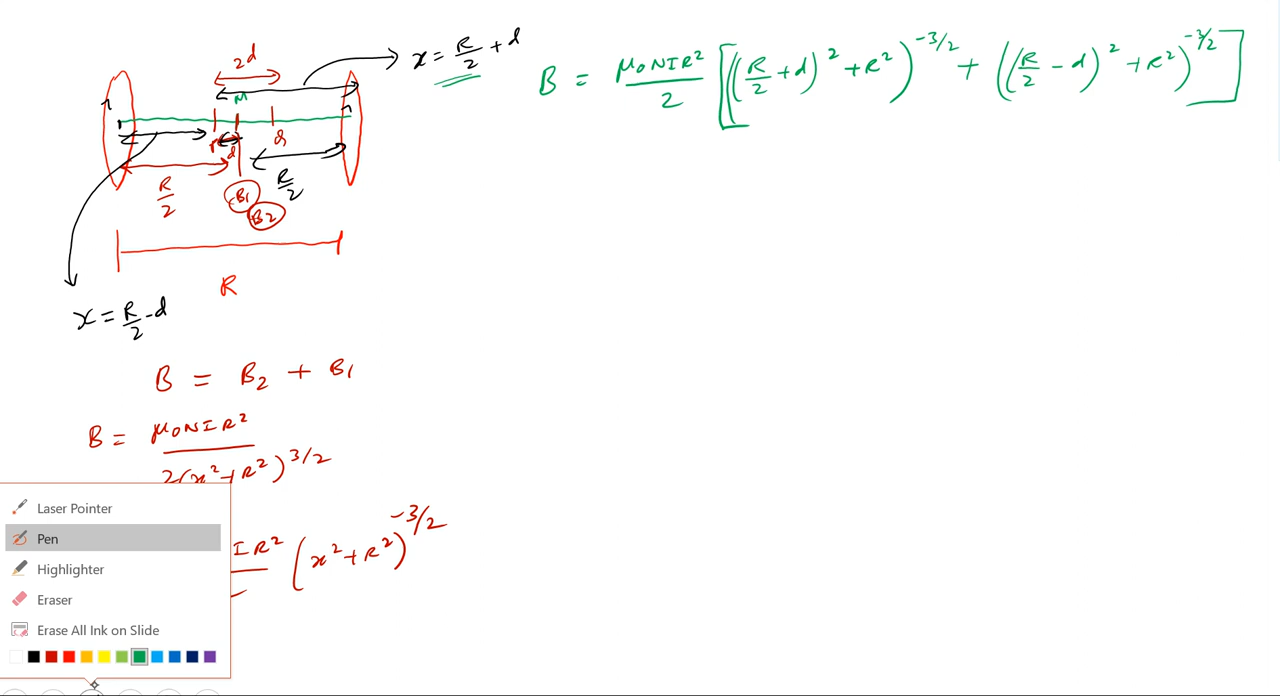 2d
x = R/2 + d
M
P
d
Q
R/2
R/2
B1
B2
R
x = R/2 - d
B = μ0NIR²/2 [((R/2 + d)² + R²)^-3/2 + ((R/2 - d)² + R²)^-3/2]
B = B2 + B1
B = μ0NIR² / 2(x² + R²)^3/2
IR² (x² + R²)^-3/2
Laser Pointer
Pen
Highlighter
Eraser
Erase All Ink on Slide